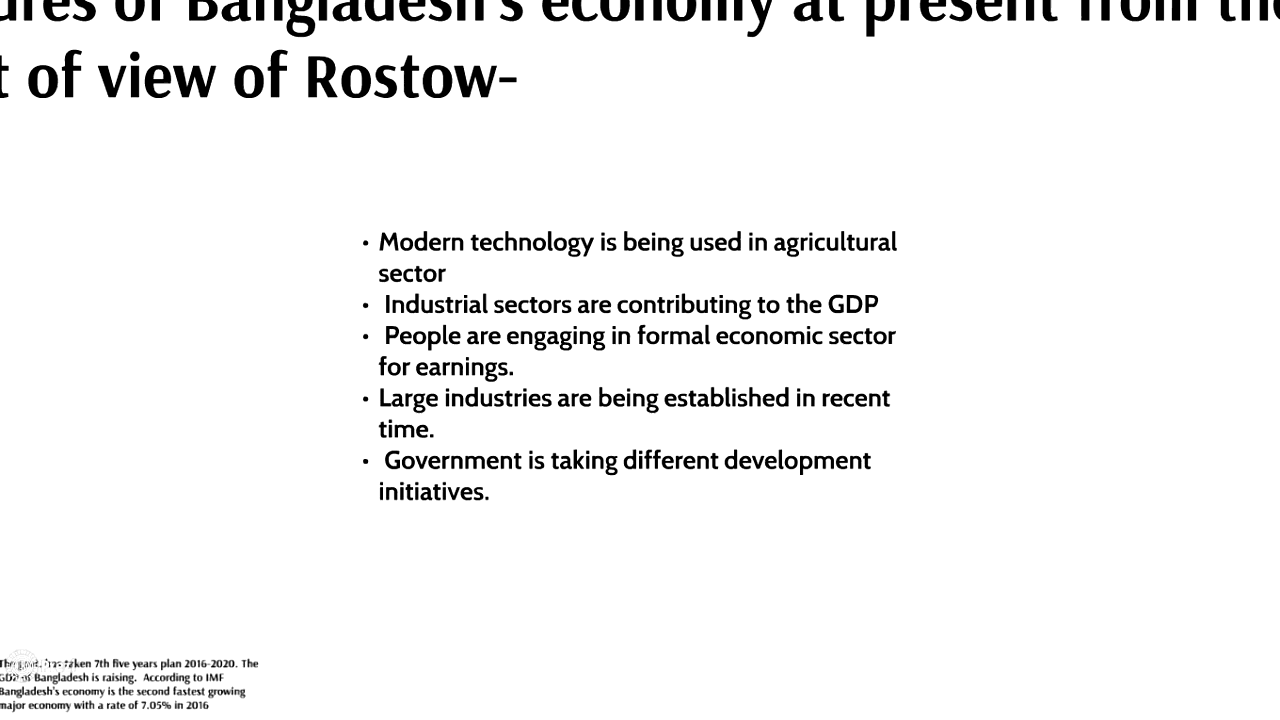 of Bangladesh's economy at present from
of view of Rostow-
• Modern technology is being used in agricultural
sector
• Industrial sectors are contributing to the GDP
• People are engaging in formal economic sector
for earnings.
• Large industries are being established in recent
time.
• Government is taking different development
initiatives.
taken 7th five years plan 2016-2020. The
GDP of Bangladesh is raising. According to IMF
Bangladesh's economy is the second fastest growing
major economy with a rate of 7.05% in 2016